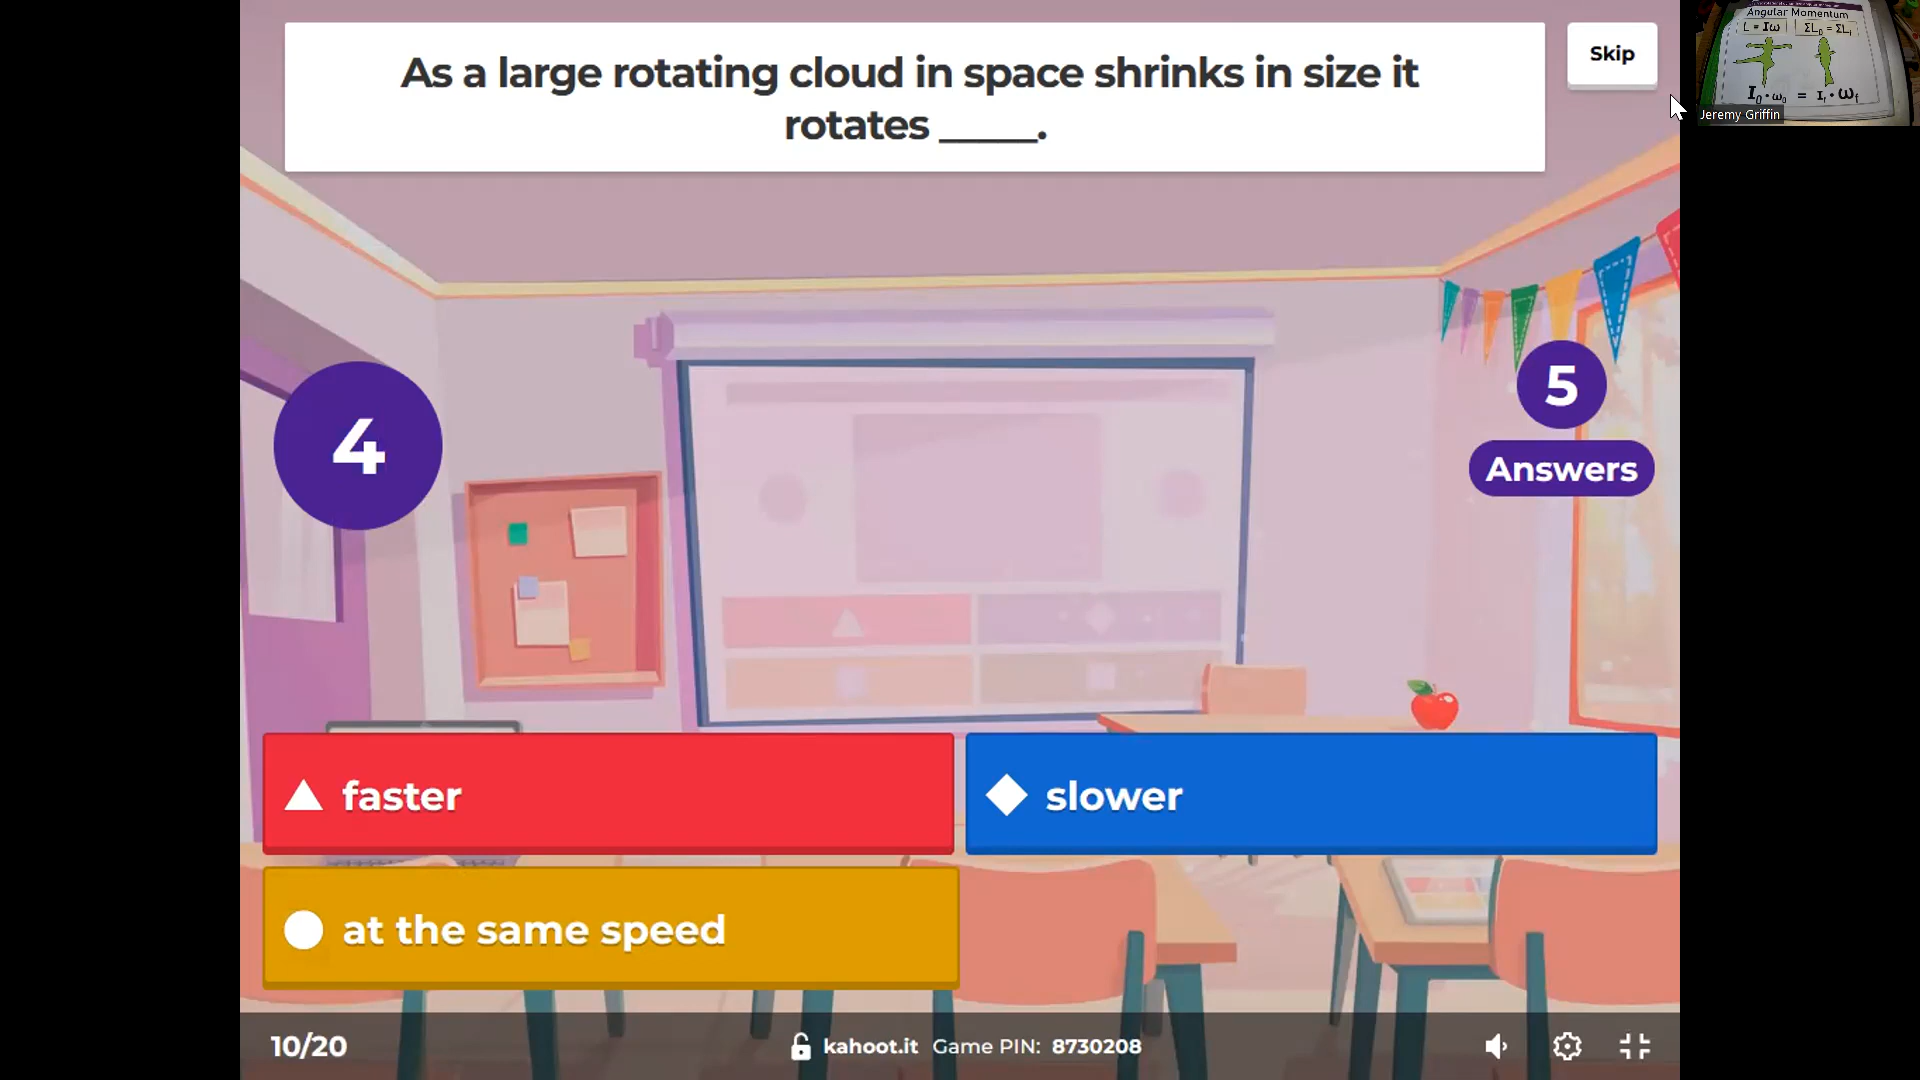 As a large rotating cloud in space shrinks in size it
rotates _____.
Skip
Angular Momentum
L = Iω
ΣL₀ = ΣLf
I₀ • ω₀ = If • ωf
Jeremy Griffin
4
5
Answers
faster
slower
at the same speed
10/20
kahoot.it Game PIN: 8730208